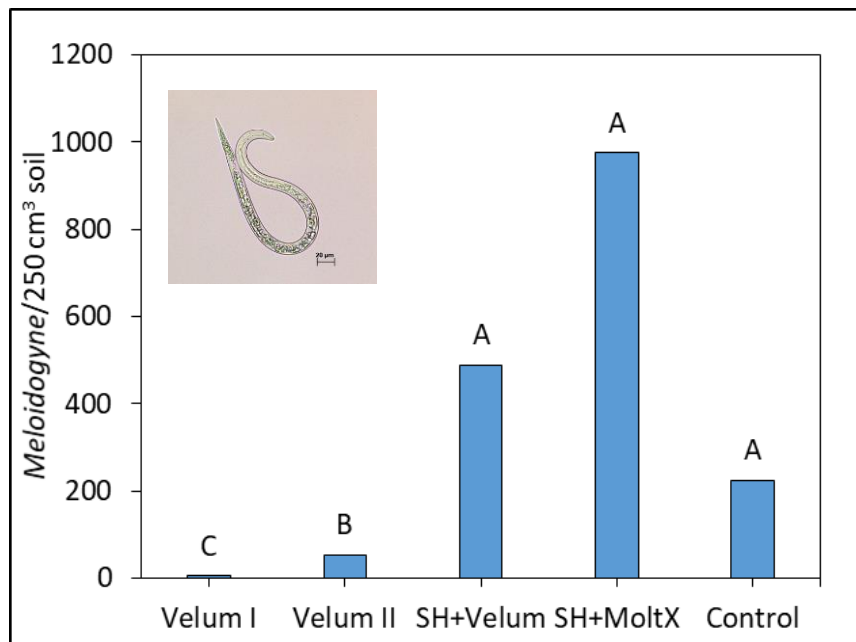 Meloidogyne/250 cm³ soil
1200
1000
800
600
400
200
0
20 µm
C
B
A
A
A
Velum I
Velum II
SH+Velum
SH+MoltX
Control